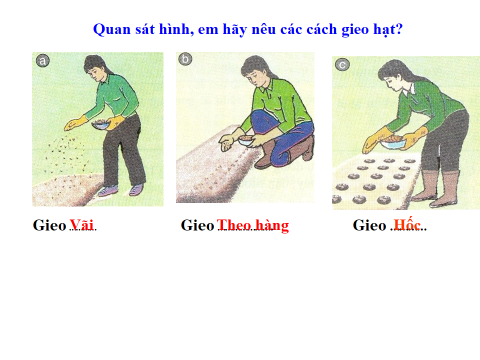 Quan sát hình, em hãy nêu các cách gieo hạt?
a
b
c
Gieo Vãi
Gieo Theo hàng
Gieo Hốc